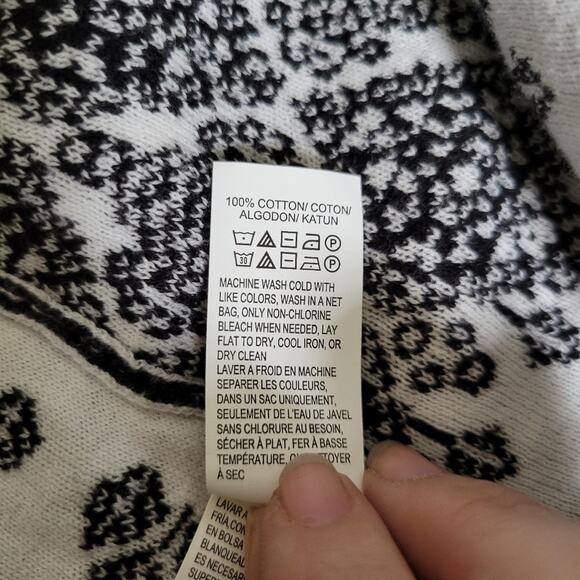 100% COTTON/ COTON/
ALGODON/ KATUN
P
30 P
MACHINE WASH COLD WITH
LIKE COLORS, WASH IN A NET
BAG, ONLY NON-CHLORINE
BLEACH WHEN NEEDED, LAY
FLAT TO DRY, COOL IRON, OR
DRY CLEAN
LAVER A FROID EN MACHINE
SEPARER LES COULEURS,
DANS UN SAC UNIQUEMENT,
SEULEMENT DE L'EAU DE JAVEL
SANS CHLORURE AU BESOIN,
SÉCHER À PLAT, FER À BASSE
TEMPÉRATURE,
À SEC
LAVAR A
EN BOLSA